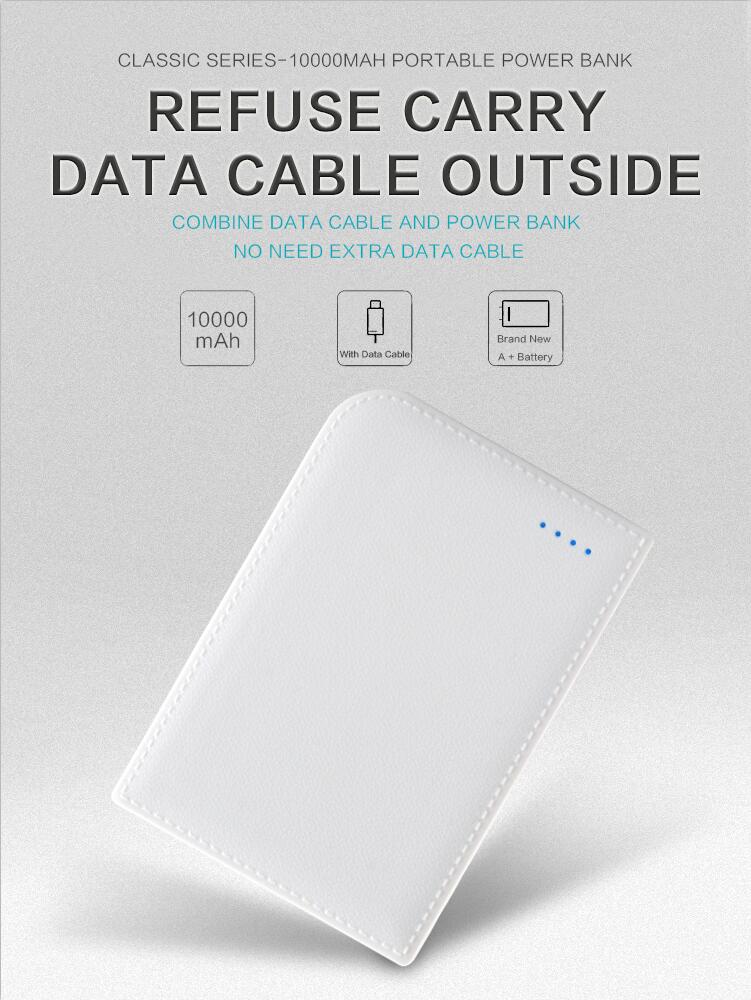 CLASSIC SERIES-10000MAH PORTABLE POWER BANK
REFUSE CARRY
DATA CABLE OUTSIDE
COMBINE DATA CABLE AND POWER BANK
NO NEED EXTRA DATA CABLE
10000
mAh
With Data Cable
Brand New
A + Battery